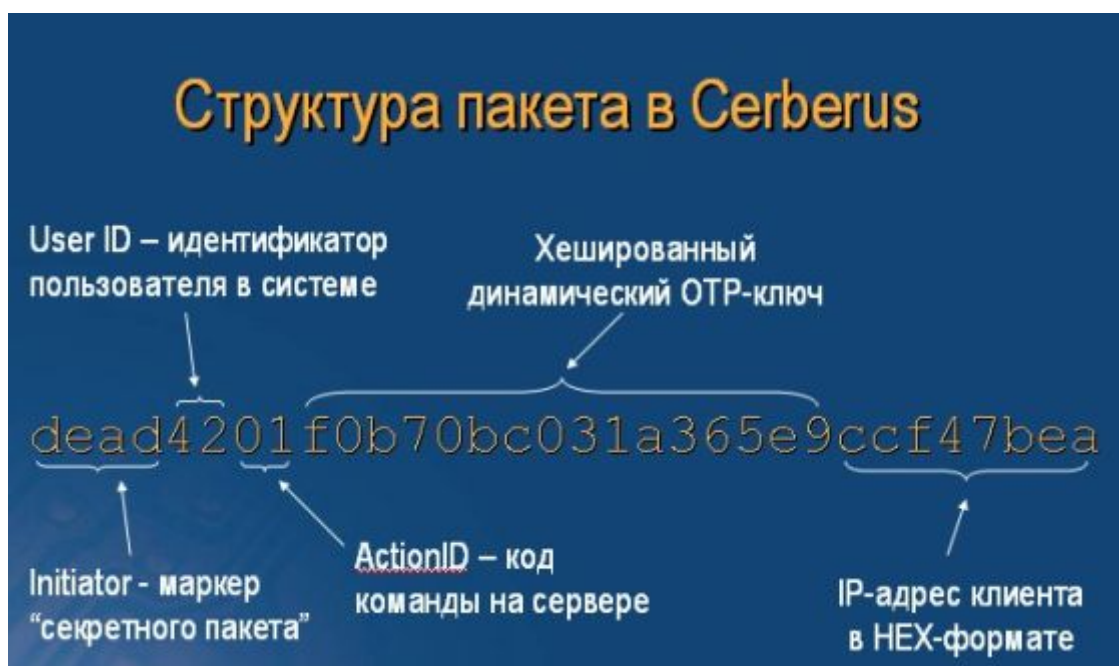 Структура пакета в Cerberus
User ID – идентификатор
пользователя в системе
Хешированный
динамический OTP-ключ
dead4201f0b70bc031a365e9ccf47bea
Initiator - маркер
“секретного пакета”
ActionID – код
команды на сервере
IP-адрес клиента
в HEX-формате